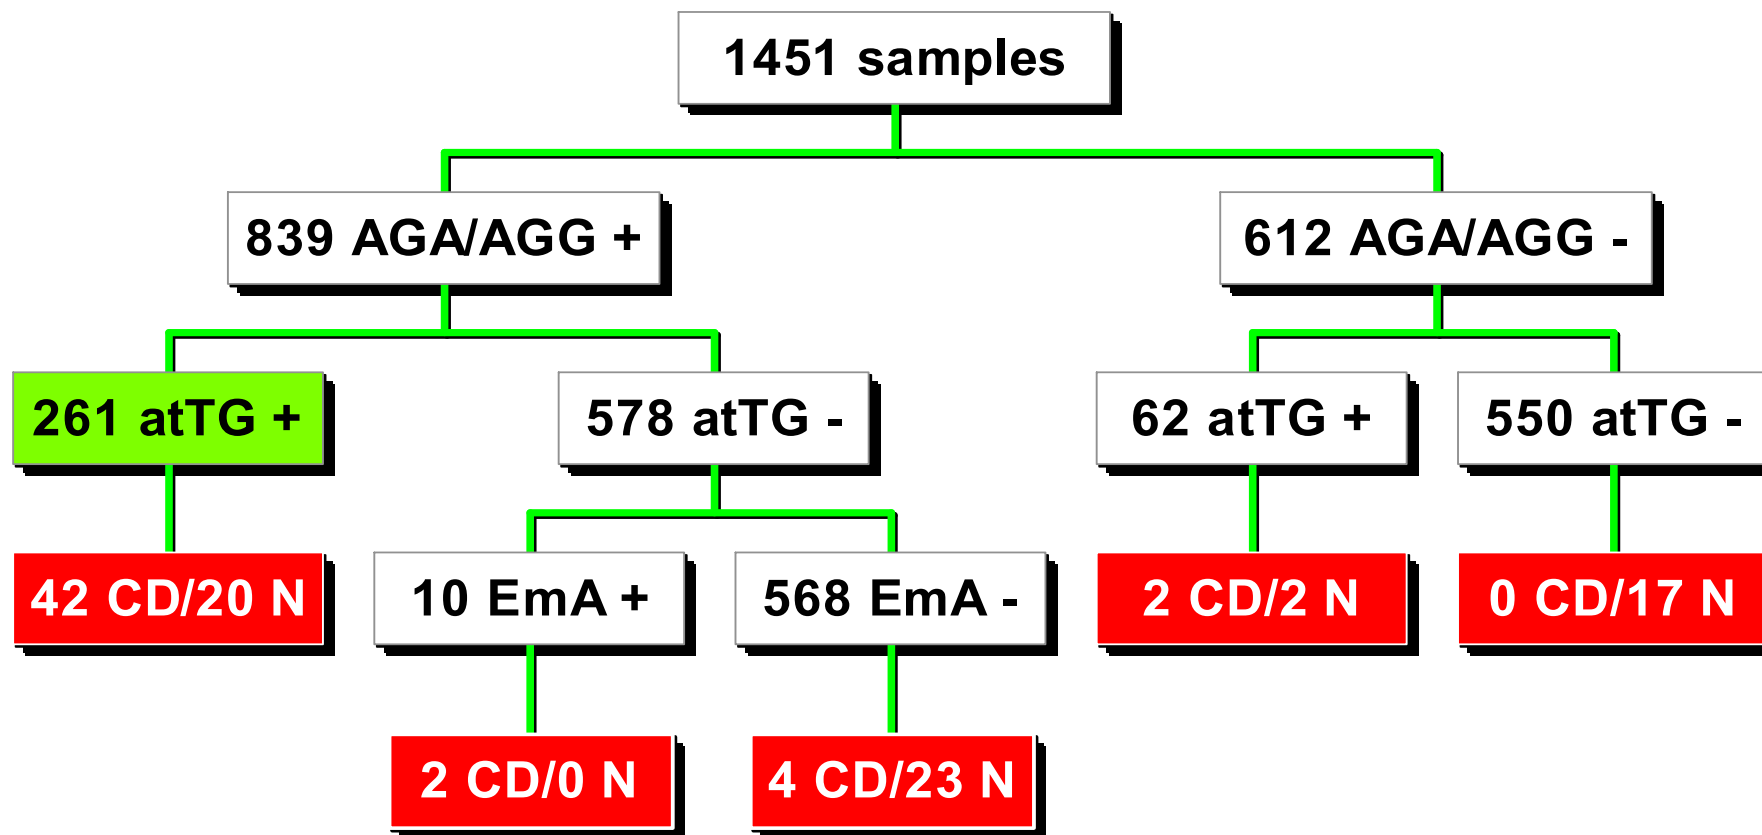 1451 samples
839 AGA/AGG +
612 AGA/AGG -
261 atTG +
578 atTG -
62 atTG +
550 atTG -
42 CD/20 N
10 EmA +
568 EmA -
2 CD/2 N
0 CD/17 N
2 CD/0 N
4 CD/23 N